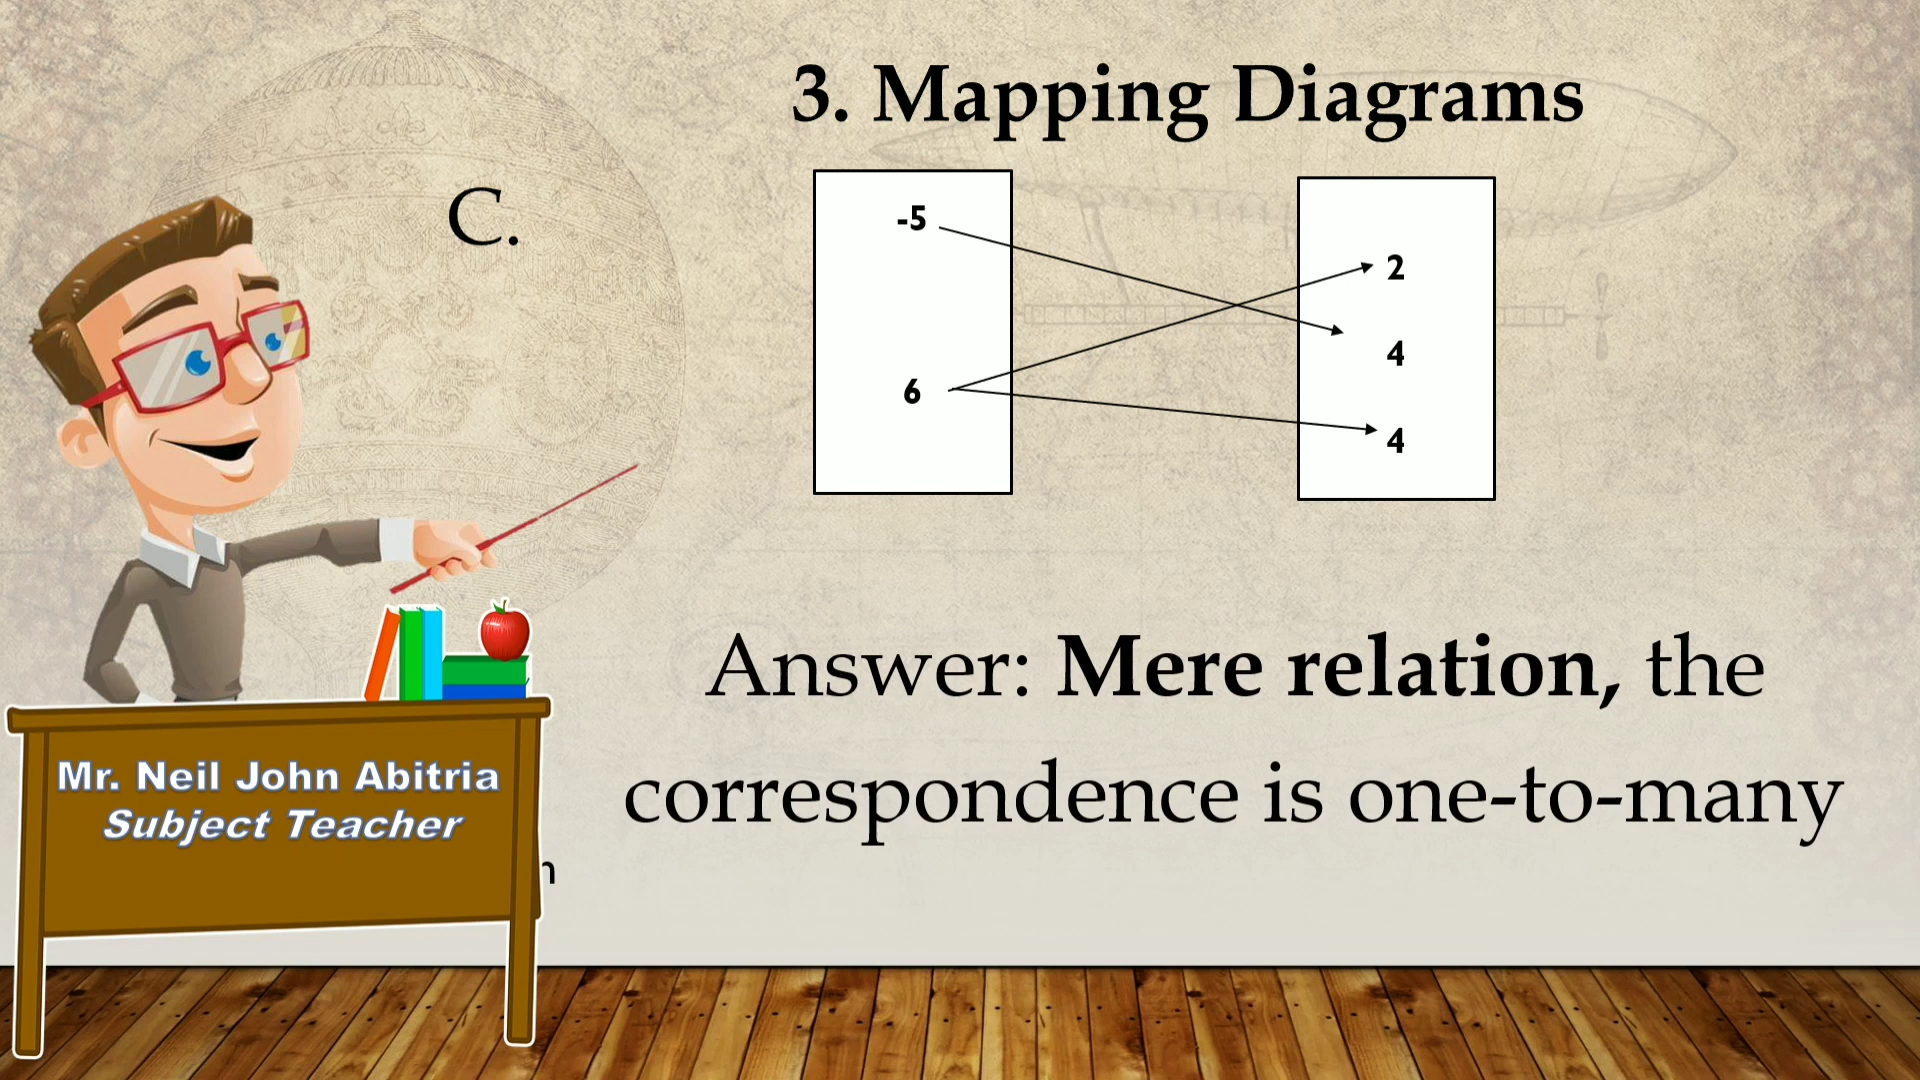 3. Mapping Diagrams
C.
-5
6
2
4
4
Answer: Mere relation, the
correspondence is one-to-many
Mr. Neil John Abitria
Subject Teacher
n